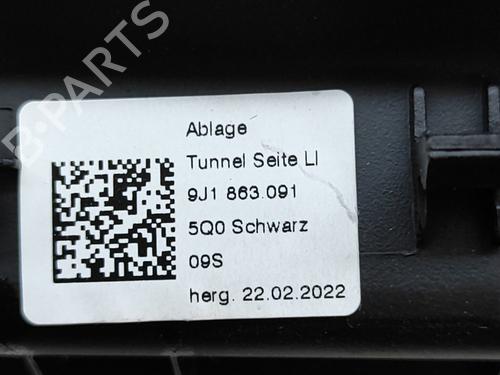 Ablage
Tunnel Seite LI
9J1 863.091
5Q0 Schwarz
09S
herg. 22.02.2022
B-PARTS